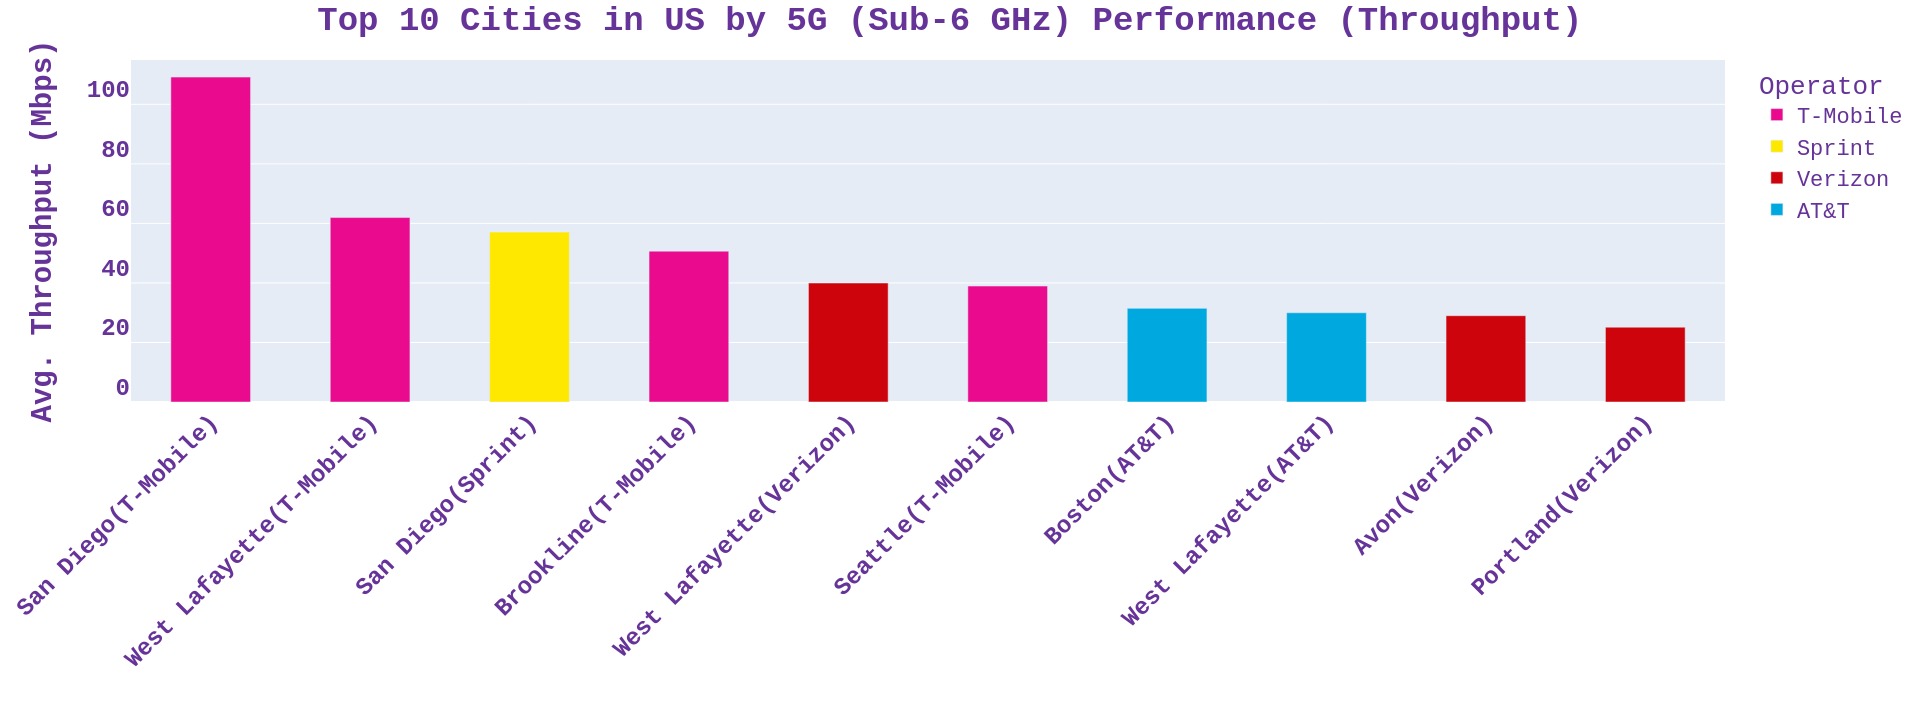 Top 10 Cities in US by 5G (Sub-6 GHz) Performance (Throughput)
Avg. Throughput (Mbps)
100
80
60
40
20
0
San Diego(T-Mobile)
West Lafayette(T-Mobile)
San Diego(Sprint)
Brookline(T-Mobile)
West Lafayette(Verizon)
Seattle(T-Mobile)
Boston(AT&T)
West Lafayette(AT&T)
Avon(Verizon)
Portland(Verizon)
Operator
T-Mobile
Sprint
Verizon
AT&T